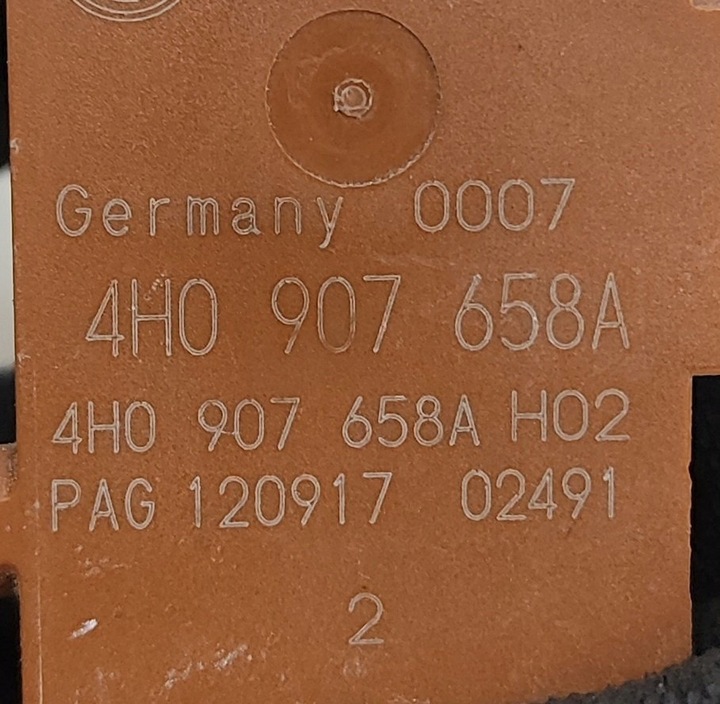 Germany 0007
4H0 907 658A
4H0 907 658A H02
PAG 120917 02491
2